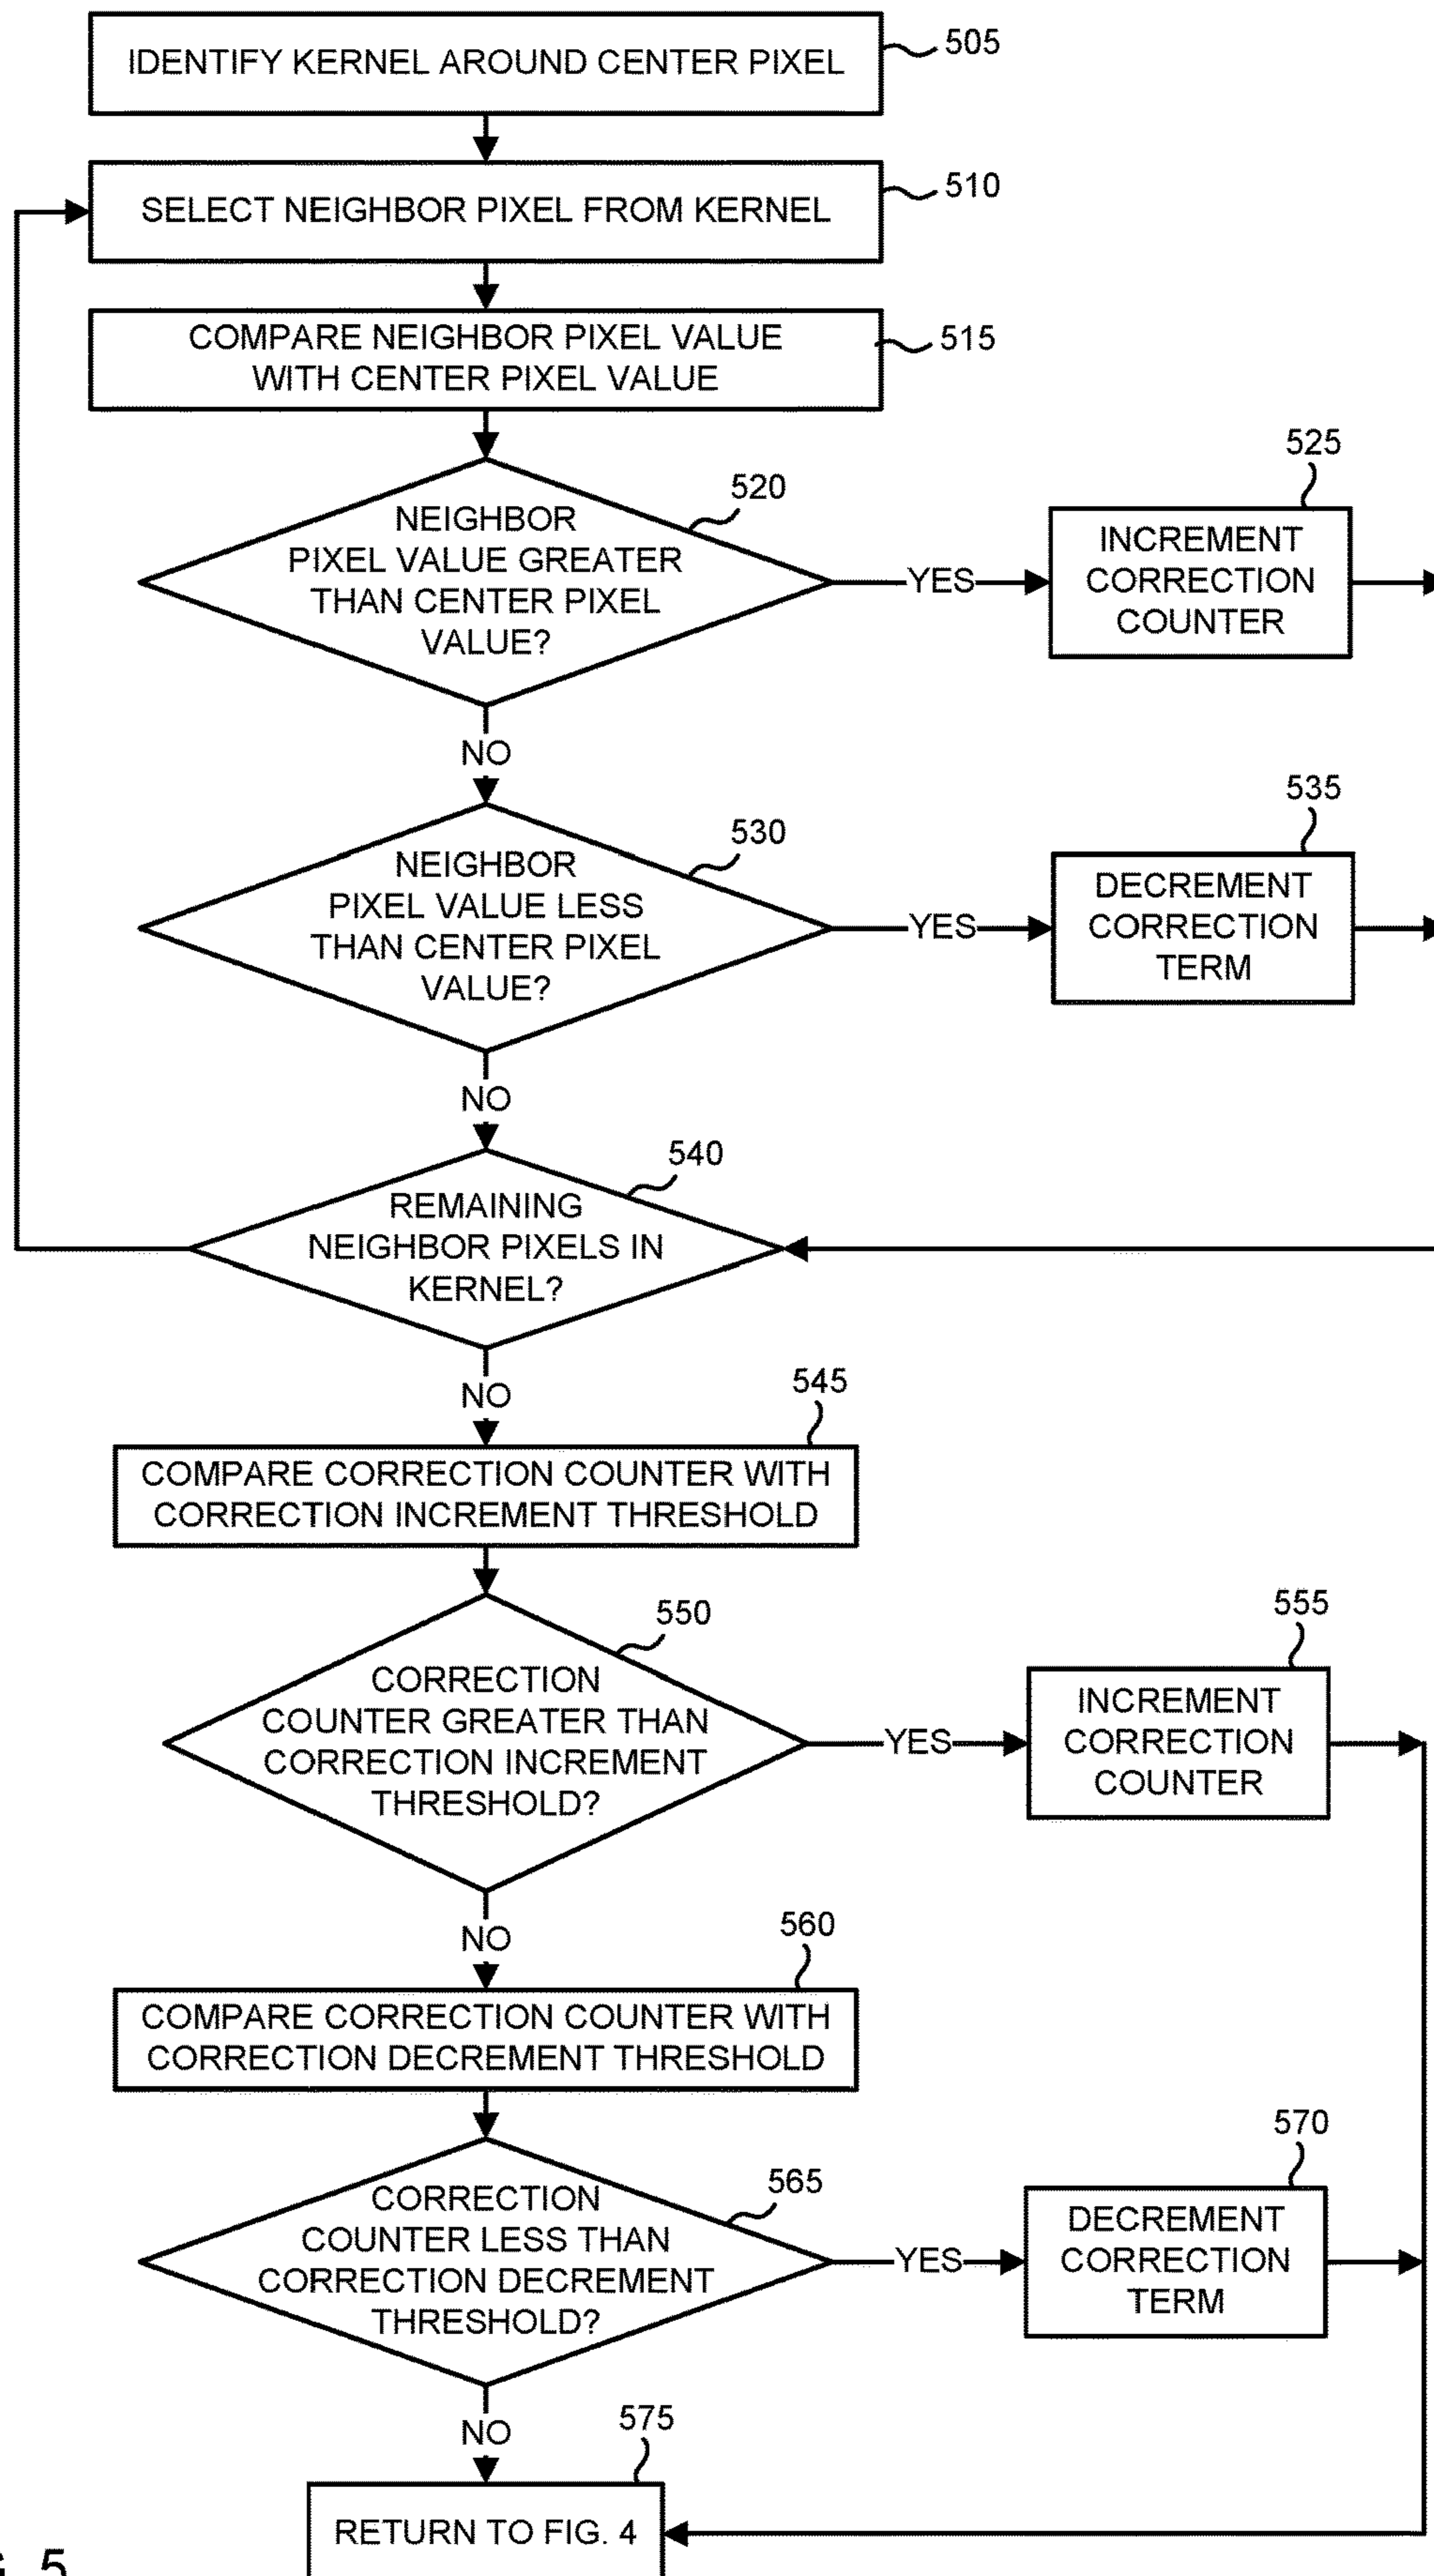 IDENTIFY KERNEL AROUND CENTER PIXEL
505
SELECT NEIGHBOR PIXEL FROM KERNEL
510
COMPARE NEIGHBOR PIXEL VALUE
WITH CENTER PIXEL VALUE
515
NEIGHBOR
PIXEL VALUE GREATER
THAN CENTER PIXEL
VALUE?
520
YES
525
INCREMENT
CORRECTION
COUNTER
NO
NEIGHBOR
PIXEL VALUE LESS
THAN CENTER PIXEL
VALUE?
530
YES
535
DECREMENT
CORRECTION
TERM
NO
REMAINING
NEIGHBOR PIXELS IN
KERNEL?
540
NO
545
COMPARE CORRECTION COUNTER WITH
CORRECTION INCREMENT THRESHOLD
CORRECTION
COUNTER GREATER THAN
CORRECTION INCREMENT
THRESHOLD?
550
YES
555
INCREMENT
CORRECTION
COUNTER
NO
560
COMPARE CORRECTION COUNTER WITH
CORRECTION DECREMENT THRESHOLD
CORRECTION
COUNTER LESS THAN
CORRECTION DECREMENT
THRESHOLD?
565
YES
570
DECREMENT
CORRECTION
TERM
NO
575
RETURN TO FIG. 4
5